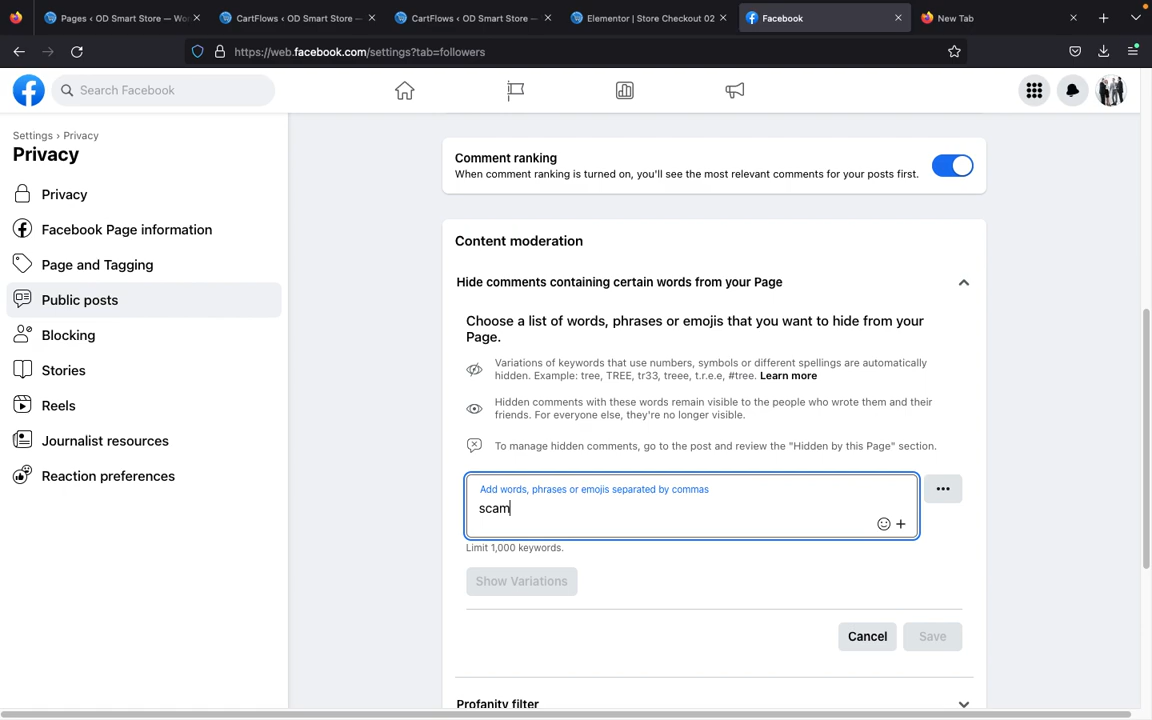 Pages ‹ OD Smart Store — Wo
CartFlows ‹ OD Smart Store —
CartFlows ‹ OD Smart Store —
Elementor | Store Checkout 02
Facebook
New Tab
https://web.facebook.com/settings?tab=followers
Search Facebook
Settings › Privacy
Privacy
Privacy
Facebook Page information
Page and Tagging
Public posts
Blocking
Stories
Reels
Journalist resources
Reaction preferences
Comment ranking
When comment ranking is turned on, you'll see the most relevant comments for your posts first.
Content moderation
Hide comments containing certain words from your Page
Choose a list of words, phrases or emojis that you want to hide from your
Page.
Variations of keywords that use numbers, symbols or different spellings are automatically
hidden. Example: tree, TREE, tr33, treee, t.r.e.e, #tree. Learn more
Hidden comments with these words remain visible to the people who wrote them and their
friends. For everyone else, they're no longer visible.
To manage hidden comments, go to the post and review the "Hidden by this Page" section.
Add words, phrases or emojis separated by commas
scam
Limit 1,000 keywords.
Show Variations
Cancel
Save
Profanity filter